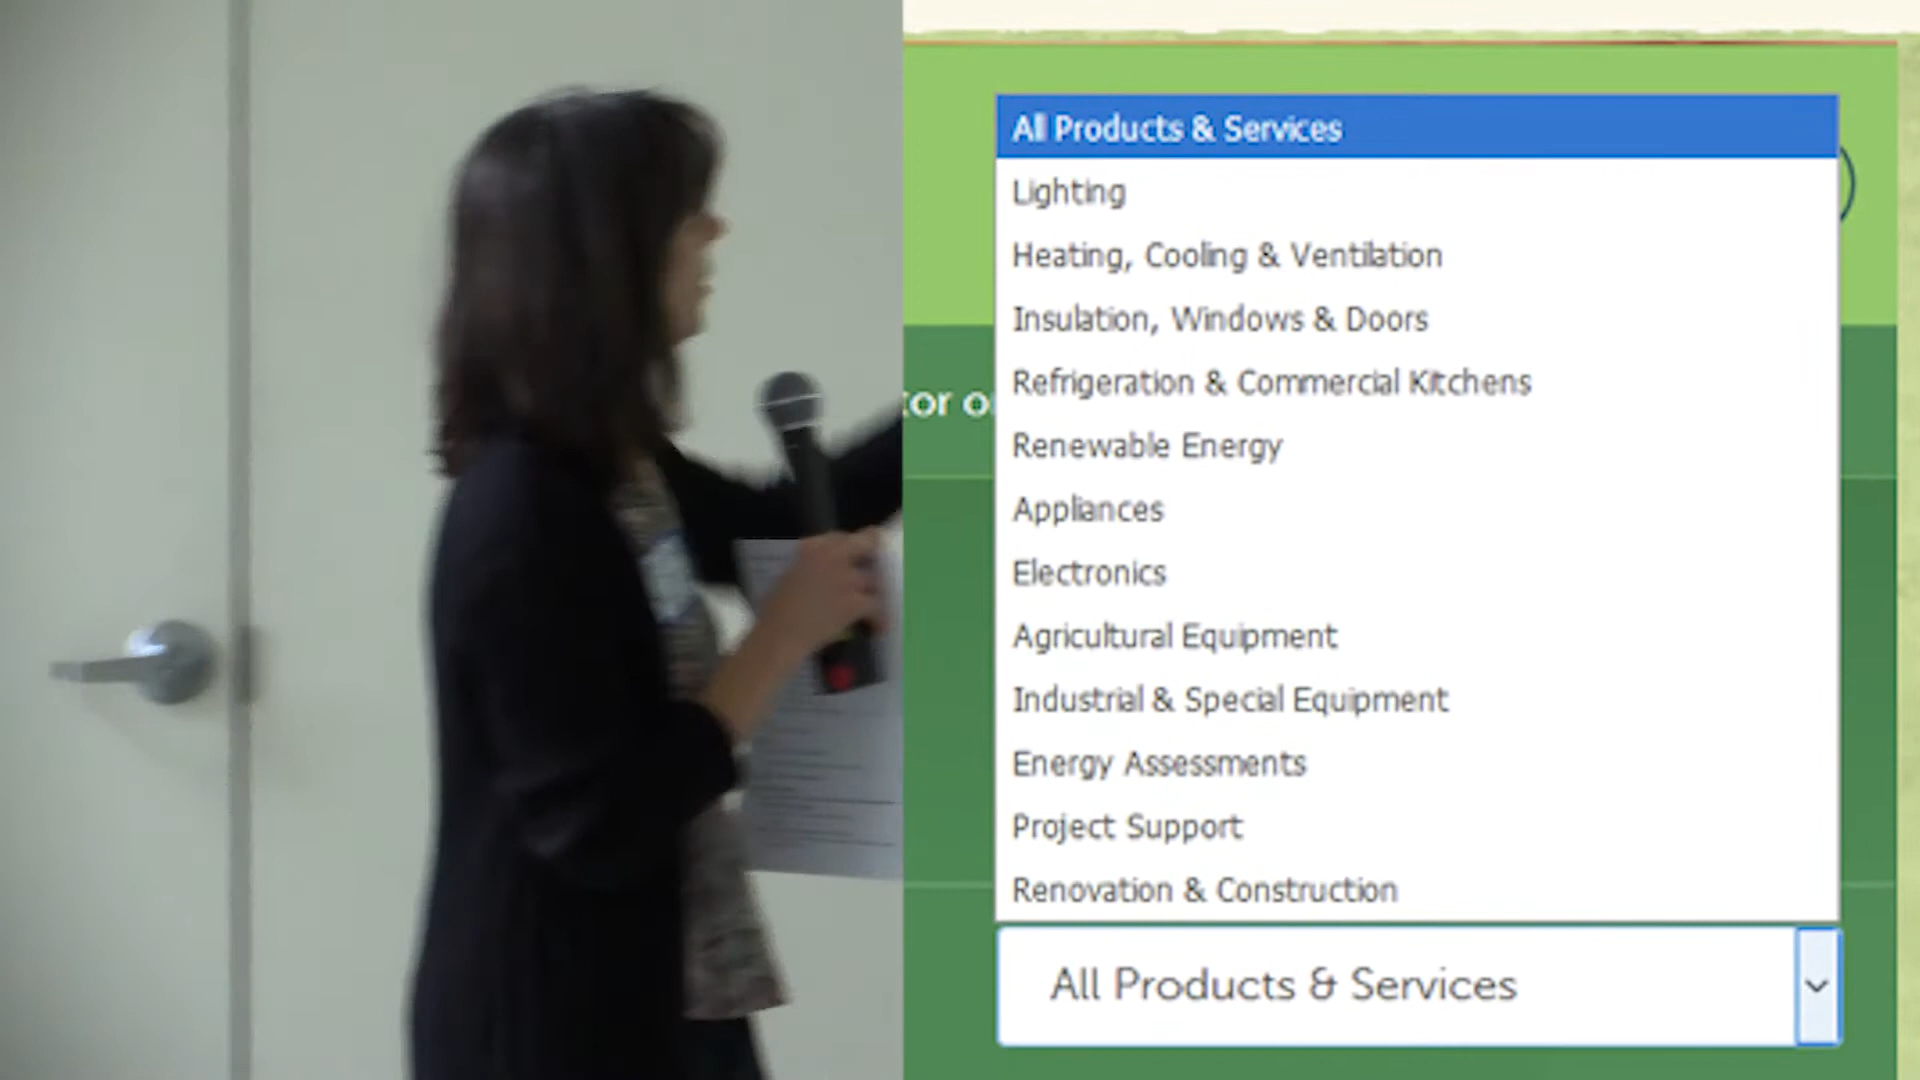 All Products & Services
Lighting
Heating, Cooling & Ventilation
Insulation, Windows & Doors
Refrigeration & Commercial Kitchens
Renewable Energy
Appliances
Electronics
Agricultural Equipment
Industrial & Special Equipment
Energy Assessments
Project Support
Renovation & Construction
All Products & Services